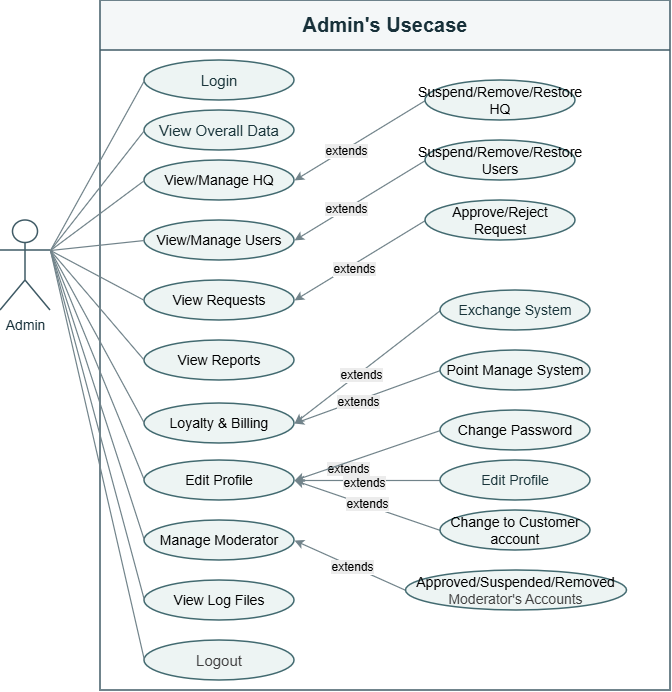 Admin's Usecase
Login
View Overall Data
View/Manage HQ
View/Manage Users
View Requests
View Reports
Loyalty & Billing
Edit Profile
Manage Moderator
View Log Files
Logout
Admin
Suspend/Remove/Restore
HQ
extends
Suspend/Remove/Restore
Users
extends
Approve/Reject
Request
extends
Exchange System
extends
Point Manage System
extends
Change Password
extends
Edit Profile
extends
Change to Customer
account
extends
Approved/Suspended/Removed
Moderator's Accounts
extends